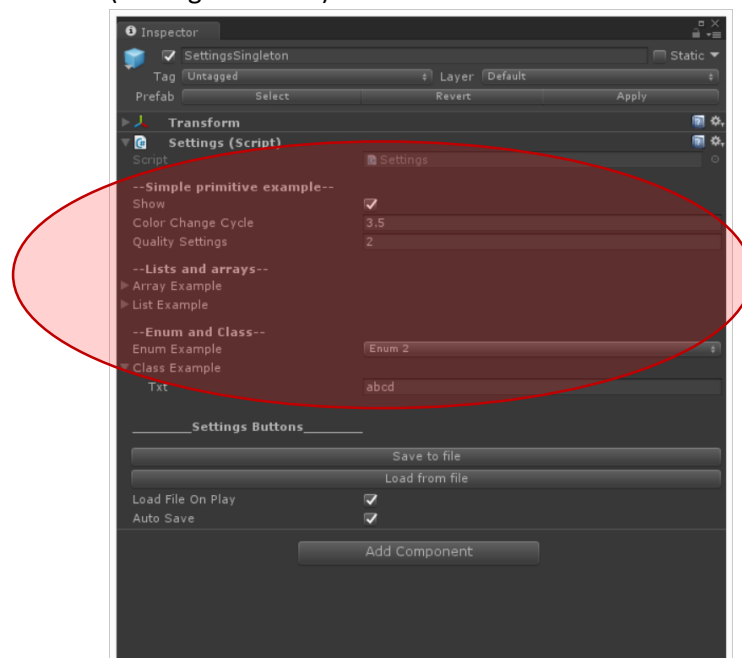 Inspector
SettingsSingleton Static
Tag Untagged Layer Default
Prefab Select Revert Apply
Transform
Settings (Script)
Script Settings
--Simple primitive example--
Show
Color Change Cycle 3.5
Quality Settings 2
--Lists and arrays--
Array Example
List Example
--Enum and Class--
Enum Example Enum 2
Class Example
Txt abcd
________Settings Buttons________
Save to file
Load from file
Load File On Play
Auto Save
Add Component